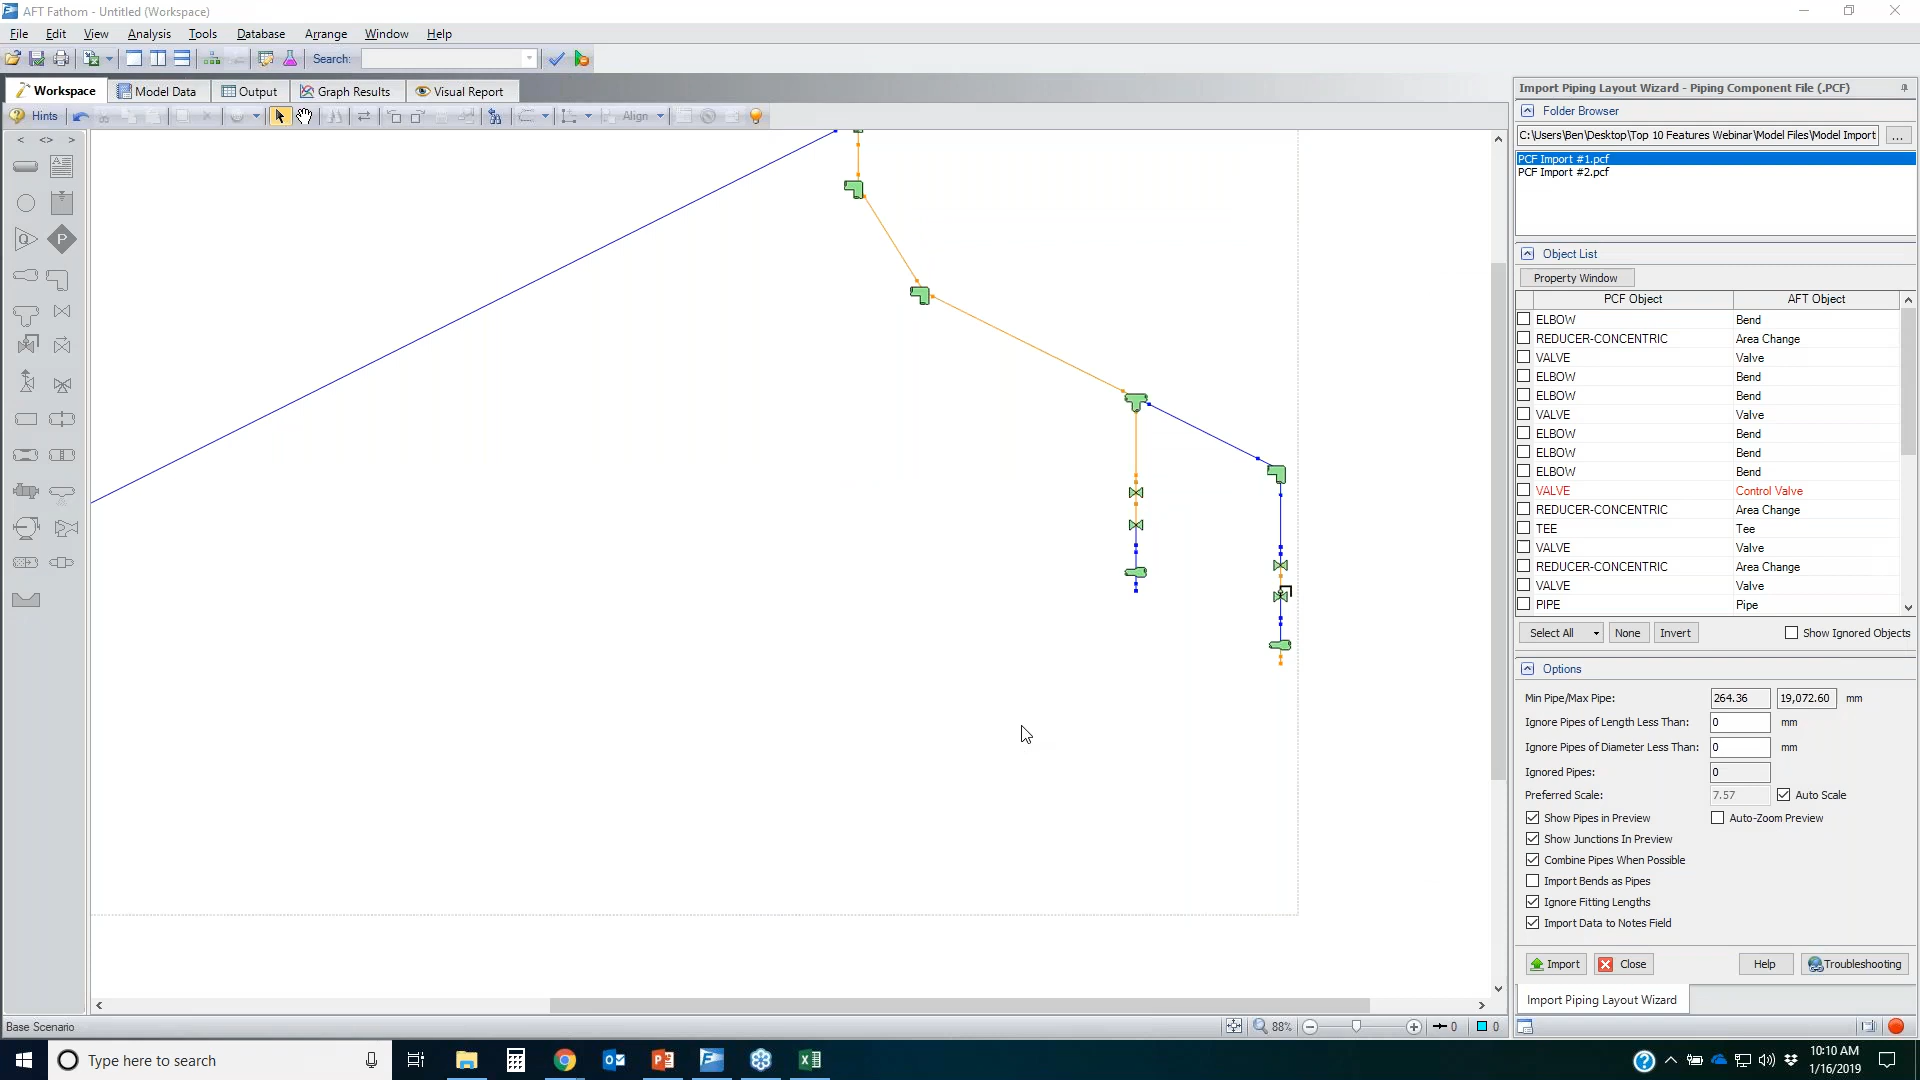 AFT Fathom - Untitled (Workspace)
File Edit View Analysis Tools Database Arrange Window Help
Search:
Workspace Model Data Output Graph Results Visual Report
Hints Align
< <> >
Q P
Import Piping Layout Wizard - Piping Component File (.PCF)
Folder Browser
C:\Users\Ben\Desktop\Top 10 Features Webinar\Model Files\Model Import ...
PCF Import #1.pcf
PCF Import #2.pcf
Object List
Property Window
PCF Object AFT Object
ELBOW Bend
REDUCER-CONCENTRIC Area Change
VALVE Valve
ELBOW Bend
ELBOW Bend
VALVE Valve
ELBOW Bend
ELBOW Bend
ELBOW Bend
VALVE Control Valve
REDUCER-CONCENTRIC Area Change
TEE Tee
VALVE Valve
REDUCER-CONCENTRIC Area Change
VALVE Valve
PIPE Pipe
Select All None Invert Show Ignored Objects
Options
Min Pipe/Max Pipe: 264.36 19,072.60 mm
Ignore Pipes of Length Less Than: 0 mm
Ignore Pipes of Diameter Less Than: 0 mm
Ignored Pipes: 0
Preferred Scale: 7.57 Auto Scale
Show Pipes in Preview Auto-Zoom Preview
Show Junctions In Preview
Combine Pipes When Possible
Import Bends as Pipes
Ignore Fitting Lengths
Import Data to Notes Field
Import Close Help Troubleshooting
Import Piping Layout Wizard
Base Scenario 88% 0 0
Type here to search
10:10 AM
1/16/2019